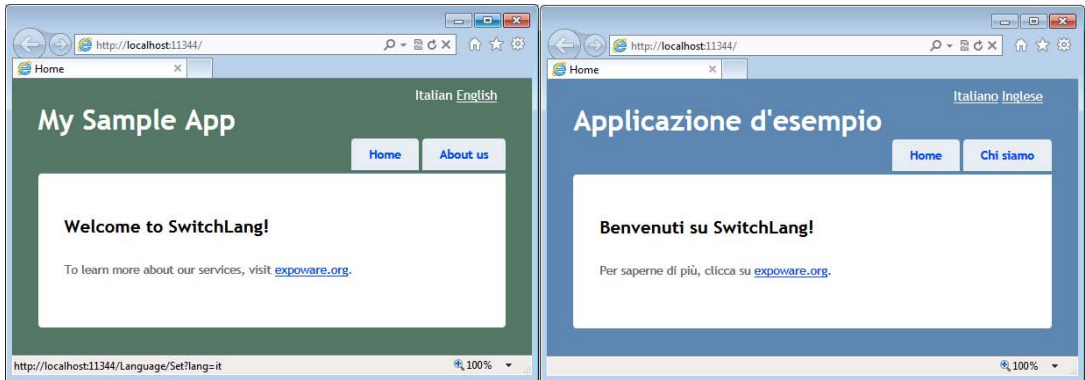 http://localhost:11344/
Home
Italian English
My Sample App
Home About us
Welcome to SwitchLang!
To learn more about our services, visit expoware.org.
http://localhost:11344/Language/Set?lang=it
100%
http://localhost:11344/
Home
Italiano Inglese
Applicazione d'esempio
Home Chi siamo
Benvenuti su SwitchLang!
Per saperne di più, clicca su expoware.org.
100%